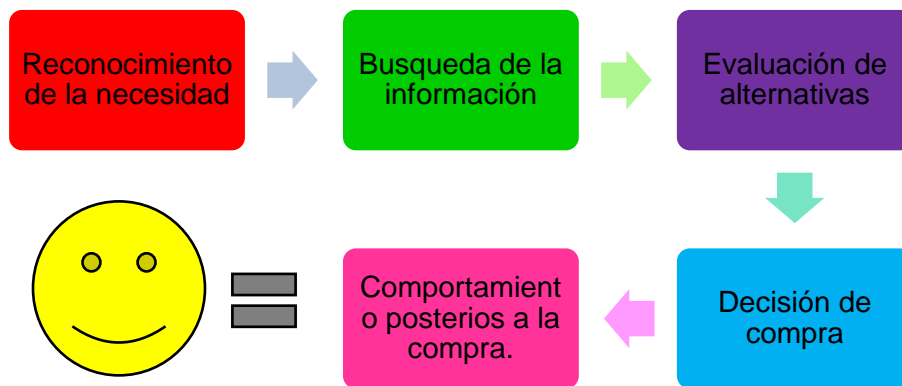 Reconocimiento
de la necesidad
Busqueda de la
información
Evaluación de
alternativas
Decisión de
compra
Comportamient
o posterios a la
compra.